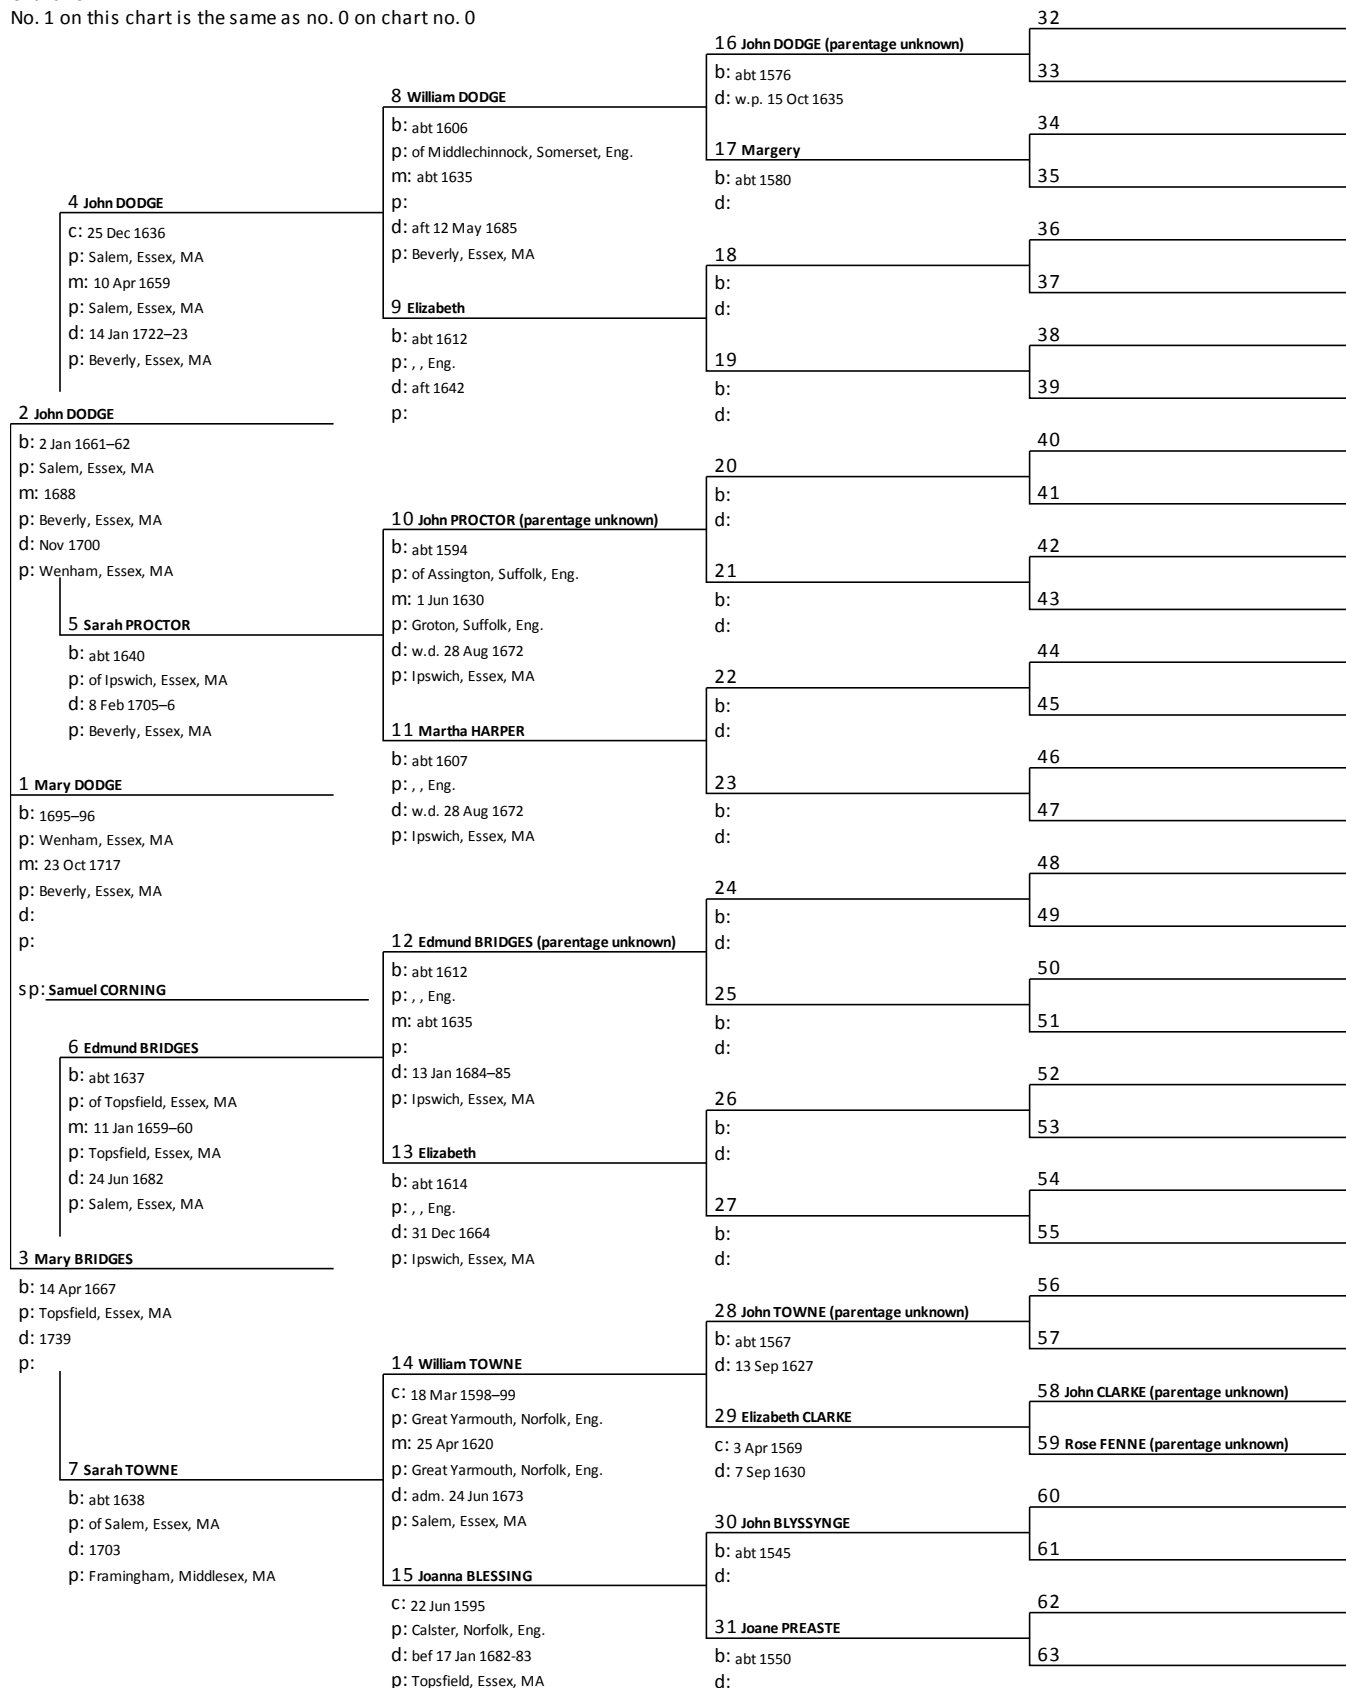 No. 1 on this chart is the same as no. 0 on chart no. 0
2 John DODGE
b: 2 Jan 1661–62
p: Salem, Essex, MA
m: 1688
p: Beverly, Essex, MA
d: Nov 1700
p: Wenham, Essex, MA
1 Mary DODGE
b: 1695–96
p: Wenham, Essex, MA
m: 23 Oct 1717
p: Beverly, Essex, MA
d:
p:
sp: Samuel CORNING
3 Mary BRIDGES
b: 14 Apr 1667
p: Topsfield, Essex, MA
d: 1739
p:
4 John DODGE
c: 25 Dec 1636
p: Salem, Essex, MA
m: 10 Apr 1659
p: Salem, Essex, MA
d: 14 Jan 1722–23
p: Beverly, Essex, MA
5 Sarah PROCTOR
b: abt 1640
p: of Ipswich, Essex, MA
d: 8 Feb 1705–6
p: Beverly, Essex, MA
6 Edmund BRIDGES
b: abt 1637
p: of Topsfield, Essex, MA
m: 11 Jan 1659–60
p: Topsfield, Essex, MA
d: 24 Jun 1682
p: Salem, Essex, MA
7 Sarah TOWNE
b: abt 1638
p: of Salem, Essex, MA
d: 1703
p: Framingham, Middlesex, MA
8 William DODGE
b: abt 1606
p: of Middlechinnock, Somerset, Eng.
m: abt 1635
p:
d: aft 12 May 1685
p: Beverly, Essex, MA
9 Elizabeth
b: abt 1612
p: , , Eng.
d: aft 1642
p:
10 John PROCTOR (parentage unknown)
b: abt 1594
p: of Assington, Suffolk, Eng.
m: 1 Jun 1630
p: Groton, Suffolk, Eng.
d: w.d. 28 Aug 1672
p: Ipswich, Essex, MA
11 Martha HARPER
b: abt 1607
p: , , Eng.
d: w.d. 28 Aug 1672
p: Ipswich, Essex, MA
12 Edmund BRIDGES (parentage unknown)
b: abt 1612
p: , , Eng.
m: abt 1635
p:
d: 13 Jan 1684–85
p: Ipswich, Essex, MA
13 Elizabeth
b: abt 1614
p: , , Eng.
d: 31 Dec 1664
p: Ipswich, Essex, MA
14 William TOWNE
c: 18 Mar 1598–99
p: Great Yarmouth, Norfolk, Eng.
m: 25 Apr 1620
p: Great Yarmouth, Norfolk, Eng.
d: adm. 24 Jun 1673
p: Salem, Essex, MA
15 Joanna BLESSING
c: 22 Jun 1595
p: Calster, Norfolk, Eng.
d: bef 17 Jan 1682-83
p: Topsfield, Essex, MA
16 John DODGE (parentage unknown)
b: abt 1576
d: w.p. 15 Oct 1635
17 Margery
b: abt 1580
d:
18
b:
d:
19
b:
d:
20
b:
d:
21
b:
d:
22
b:
d:
23
b:
d:
24
b:
d:
25
b:
d:
26
b:
d:
27
b:
d:
28 John TOWNE (parentage unknown)
b: abt 1567
d: 13 Sep 1627
29 Elizabeth CLARKE
c: 3 Apr 1569
d: 7 Sep 1630
30 John BLYSSYNGE
b: abt 1545
d:
31 Joane PREASTE
b: abt 1550
d:
32
33
34
35
36
37
38
39
40
41
42
43
44
45
46
47
48
49
50
51
52
53
54
55
56
57
58 John CLARKE (parentage unknown)
59 Rose FENNE (parentage unknown)
60
61
62
63